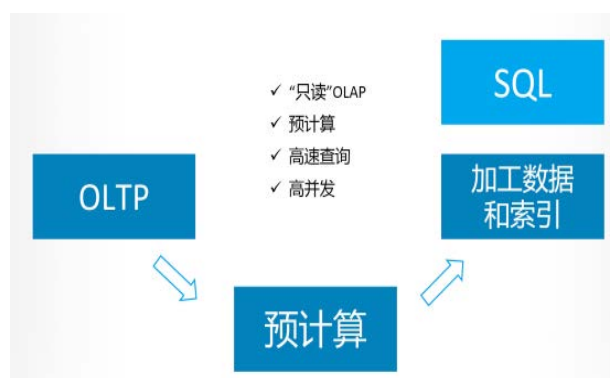 ✓ “只读”OLAP
✓ 预计算
✓ 高速查询
✓ 高并发
SQL
OLTP
加工数据
和索引
预计算